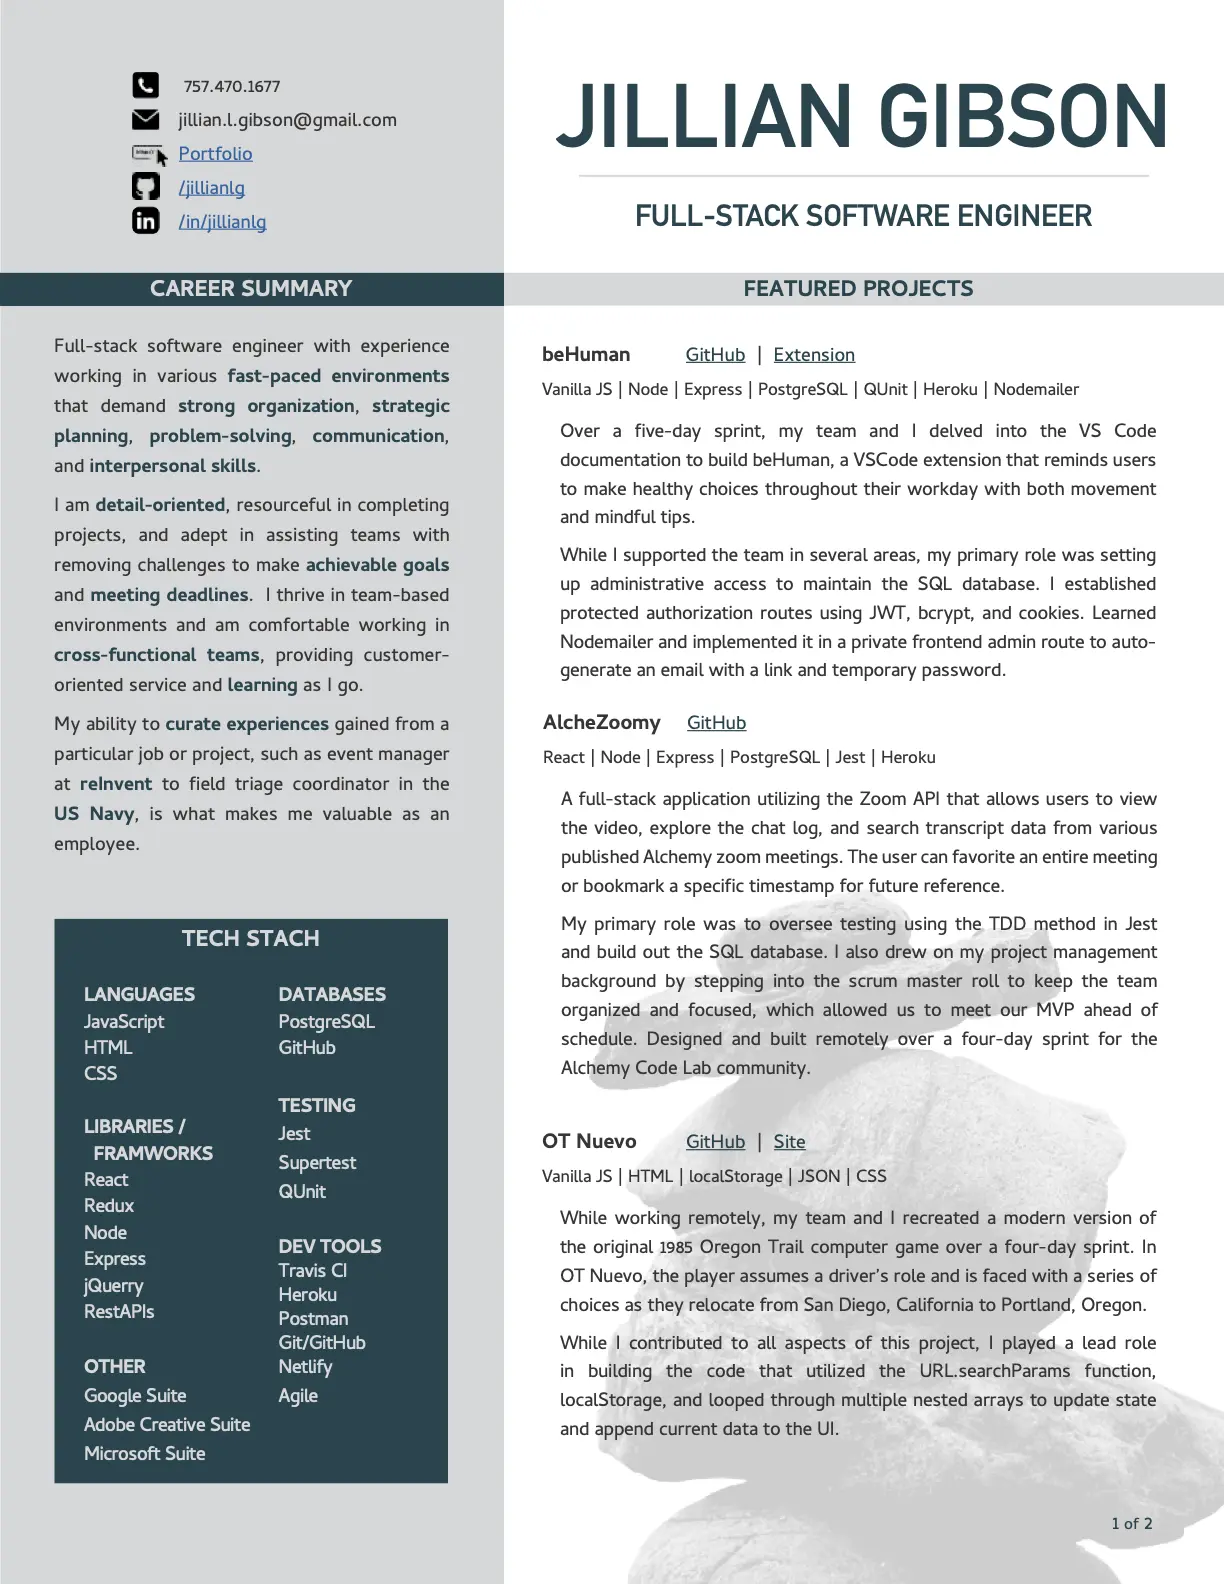 757.470.1677
jillian.l.gibson@gmail.com
Portfolio
/jillianlg
/in/jillianlg
JILLIAN GIBSON
FULL-STACK SOFTWARE ENGINEER
CAREER SUMMARY
Full-stack software engineer with experience
working in various fast-paced environments
that demand strong organization, strategic
planning, problem-solving, communication,
and interpersonal skills.
I am detail-oriented, resourceful in completing
projects, and adept in assisting teams with
removing challenges to make achievable goals
and meeting deadlines. I thrive in team-based
environments and am comfortable working in
cross-functional teams, providing customer-
oriented service and learning as I go.
My ability to curate experiences gained from a
particular job or project, such as event manager
at reInvent to field triage coordinator in the
US Navy, is what makes me valuable as an
employee.
TECH STACH
LANGUAGES
JavaScript
HTML
CSS
LIBRARIES /
FRAMWORKS
React
Redux
Node
Express
jQuerry
RestAPIs
OTHER
Google Suite
Adobe Creative Suite
Microsoft Suite
DATABASES
PostgreSQL
GitHub
TESTING
Jest
Supertest
QUnit
DEV TOOLS
Travis CI
Heroku
Postman
Git/GitHub
Netlify
Agile
FEATURED PROJECTS
beHuman GitHub | Extension
Vanilla JS | Node | Express | PostgreSQL | QUnit | Heroku | Nodemailer
Over a five-day sprint, my team and I delved into the VS Code
documentation to build beHuman, a VSCode extension that reminds users
to make healthy choices throughout their workday with both movement
and mindful tips.
While I supported the team in several areas, my primary role was setting
up administrative access to maintain the SQL database. I established
protected authorization routes using JWT, bcrypt, and cookies. Learned
Nodemailer and implemented it in a private frontend admin route to auto-
generate an email with a link and temporary password.
AlcheZoomy GitHub
React | Node | Express | PostgreSQL | Jest | Heroku
A full-stack application utilizing the Zoom API that allows users to view
the video, explore the chat log, and search transcript data from various
published Alchemy zoom meetings. The user can favorite an entire meeting
or bookmark a specific timestamp for future reference.
My primary role was to oversee testing using the TDD method in Jest
and build out the SQL database. I also drew on my project management
background by stepping into the scrum master roll to keep the team
organized and focused, which allowed us to meet our MVP ahead of
schedule. Designed and built remotely over a four-day sprint for the
Alchemy Code Lab community.
OT Nuevo GitHub | Site
Vanilla JS | HTML | localStorage | JSON | CSS
While working remotely, my team and I recreated a modern version of
the original 1985 Oregon Trail computer game over a four-day sprint. In
OT Nuevo, the player assumes a driver's role and is faced with a series of
choices as they relocate from San Diego, California to Portland, Oregon.
While I contributed to all aspects of this project, I played a lead role
in building the code that utilized the URL.searchParams function,
localStorage, and looped through multiple nested arrays to update state
and append current data to the UI.
1 of 2